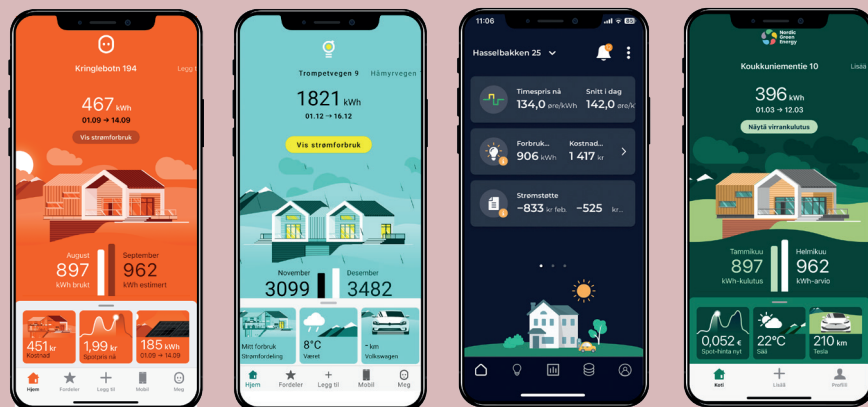 Kringlebotn 194
Legg t
467 kWh
01.09 → 14.09
Vis strømforbruk
August
897
kWh brukt
September
962
kWh estimert
451 kr
Kostnad
1,99 kr
Spotpris nå
185 kWh
01.09 → 14.09
Hjem
Fordeler
Legg til
Mobil
Meg
Trompetvegen 9
Håmyrvegen
1821 kWh
01.12 → 16.12
Vis strømforbruk
November
3099
Desember
3482
Mitt forbruk
Strømfordeling
8°C
Været
- km
Volkswagen
Hjem
Fordeler
Legg til
Mobil
Meg
11:06
85
Hasselbakken 25
Timespris nå
134,0 øre/kWh
Snitt i dag
142,0 øre/k
Forbruk...
906 kWh
Kostnad...
1 417 kr
Strømstøtte
-833 kr feb.
-525 kr...
Nordic
Green
Energy
Koukkuniementie 10
Lisää
396 kWh
01.03 → 12.03
Näytä virrankulutus
Tammikuu
897
kWh-kulutus
Helmikuu
962
kWh-arvio
0,052 €
Spot-hinta nyt
22°C
Sää
210 km
Tesla
Koti
Lisää
Profiili